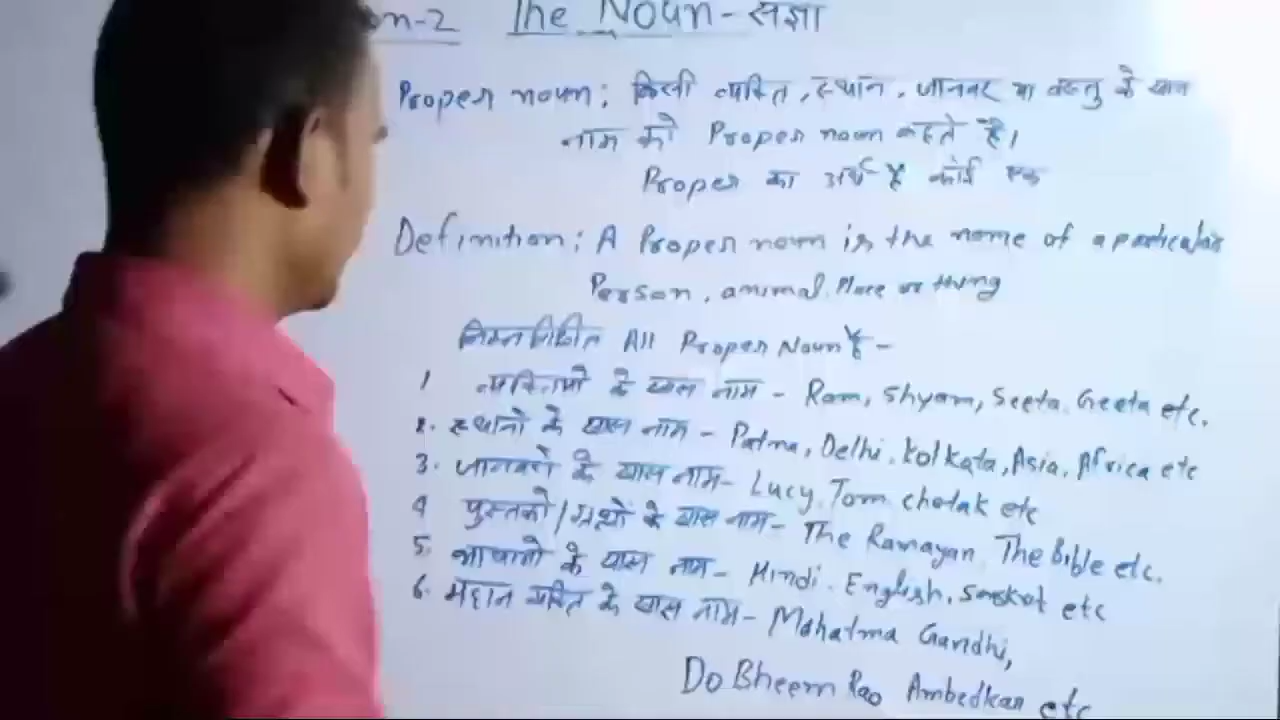 on-2 The Noun - संज्ञा
Proper noun: किसी व्यक्ति, स्थान, जानवर या वस्तु के खास
नाम को Proper noun कहते हैं।
Proper का अर्थ है कोई एक
Definition: A Proper noun is the name of a particular
Person, animal, Place or thing
निम्नलिखित All Proper Noun है -
1 व्यक्तियों के खास नाम - Ram, Shyam, Seeta, Geeta etc.
2. स्थानों के खास नाम - Patna, Delhi, Kolkata, Asia, Africa etc
3. जानवरों के खास नाम - Lucy, Tom, chetak etc
4 पुस्तकों/ग्रन्थों के खास नाम - The Ramayan, The Bible etc.
5. भाषाओं के खास नाम - Hindi, English, Sanskrit etc
6. महान व्यक्ति के खास नाम - Mahatma Gandhi,
Do Bheem Rao Ambedkar etc